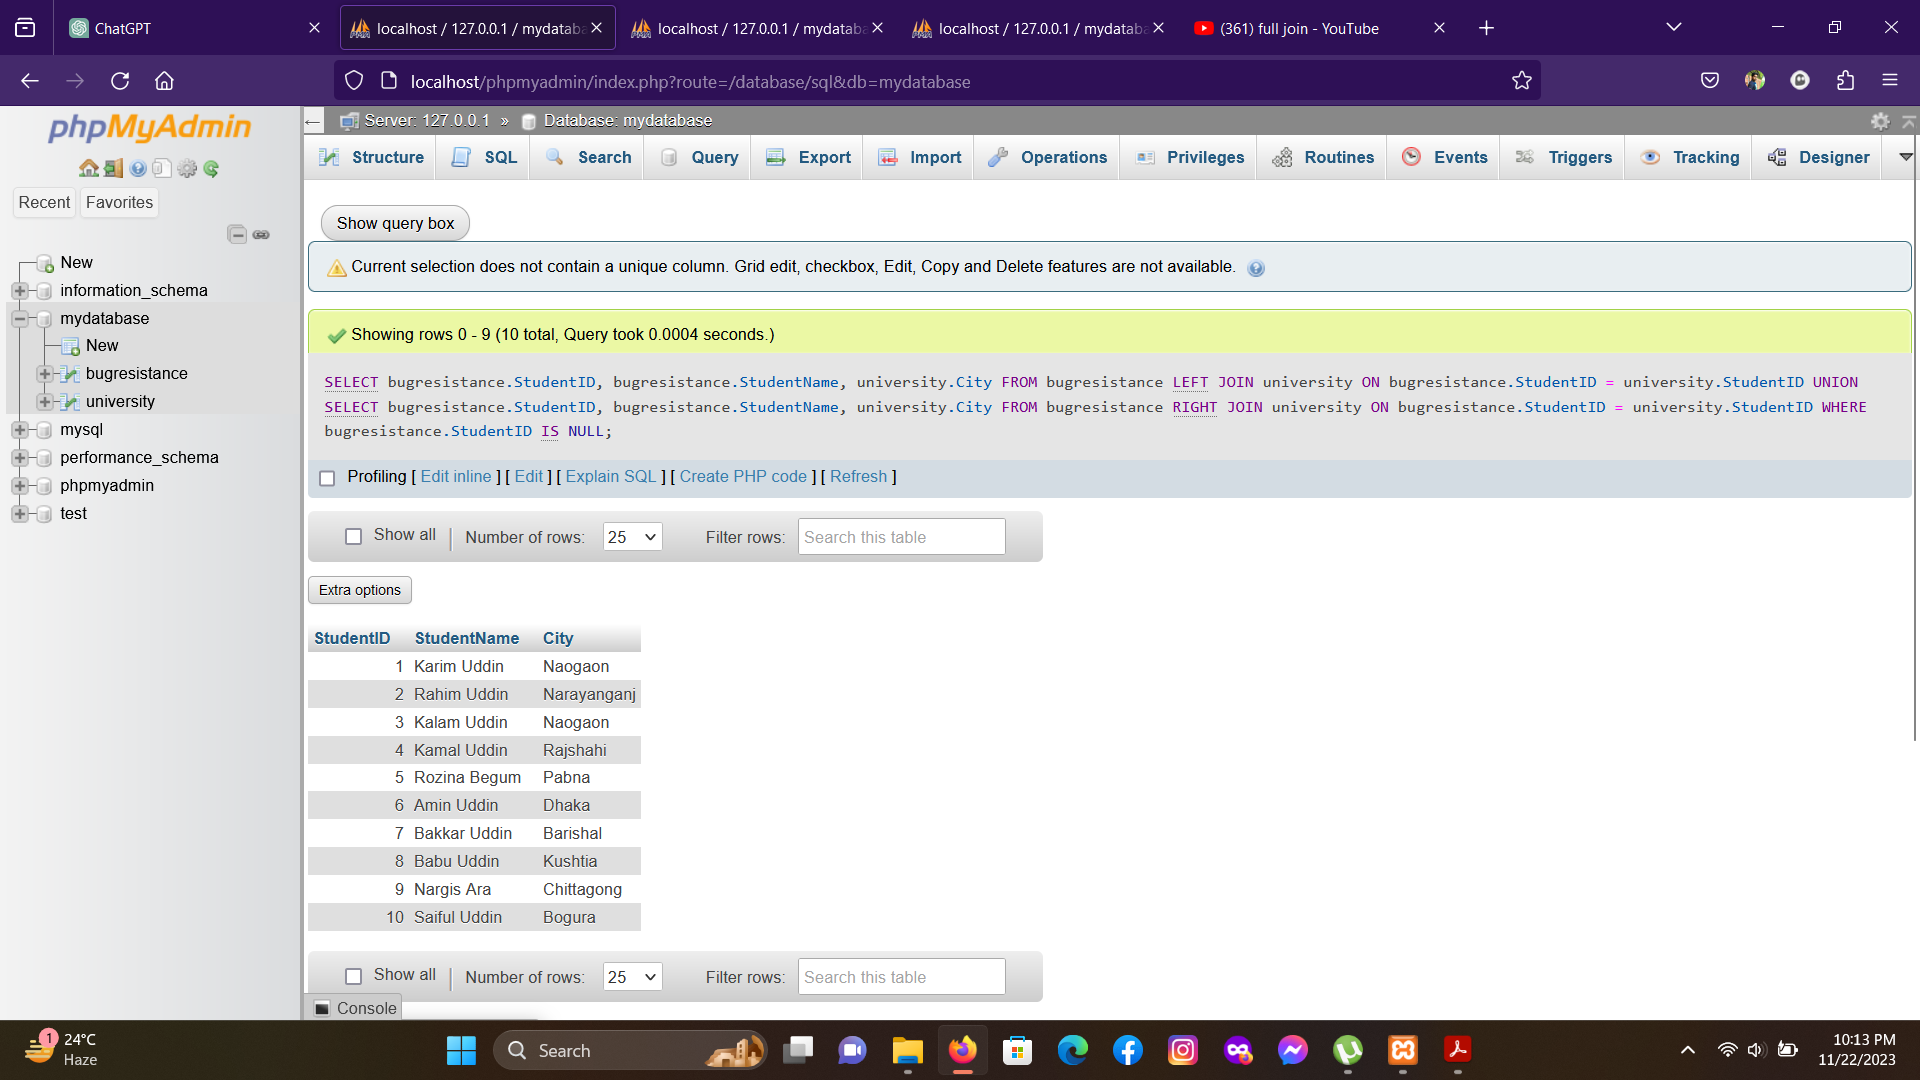 ChatGPT
localhost / 127.0.0.1 / mydataba
localhost / 127.0.0.1 / mydataba
localhost / 127.0.0.1 / mydataba
(361) full join - YouTube
localhost/phpmyadmin/index.php?route=/database/sql&db=mydatabase
phpMyAdmin
Recent
Favorites
New
information_schema
mydatabase
New
bugresistance
university
mysql
performance_schema
phpmyadmin
test
Server: 127.0.0.1 » Database: mydatabase
Structure
SQL
Search
Query
Export
Import
Operations
Privileges
Routines
Events
Triggers
Tracking
Designer
Show query box
Current selection does not contain a unique column. Grid edit, checkbox, Edit, Copy and Delete features are not available.
Showing rows 0 - 9 (10 total, Query took 0.0004 seconds.)
SELECT bugresistance.StudentID, bugresistance.StudentName, university.City FROM bugresistance LEFT JOIN university ON bugresistance.StudentID = university.StudentID UNION
SELECT bugresistance.StudentID, bugresistance.StudentName, university.City FROM bugresistance RIGHT JOIN university ON bugresistance.StudentID = university.StudentID WHERE
bugresistance.StudentID IS NULL;
Profiling [ Edit inline ] [ Edit ] [ Explain SQL ] [ Create PHP code ] [ Refresh ]
Show all | Number of rows: 25 Filter rows: Search this table
Extra options
StudentID StudentName City
1 Karim Uddin Naogaon
2 Rahim Uddin Narayanganj
3 Kalam Uddin Naogaon
4 Kamal Uddin Rajshahi
5 Rozina Begum Pabna
6 Amin Uddin Dhaka
7 Bakkar Uddin Barishal
8 Babu Uddin Kushtia
9 Nargis Ara Chittagong
10 Saiful Uddin Bogura
Show all | Number of rows: 25 Filter rows: Search this table
Console
1
24°C
Haze
Search
10:13 PM
11/22/2023